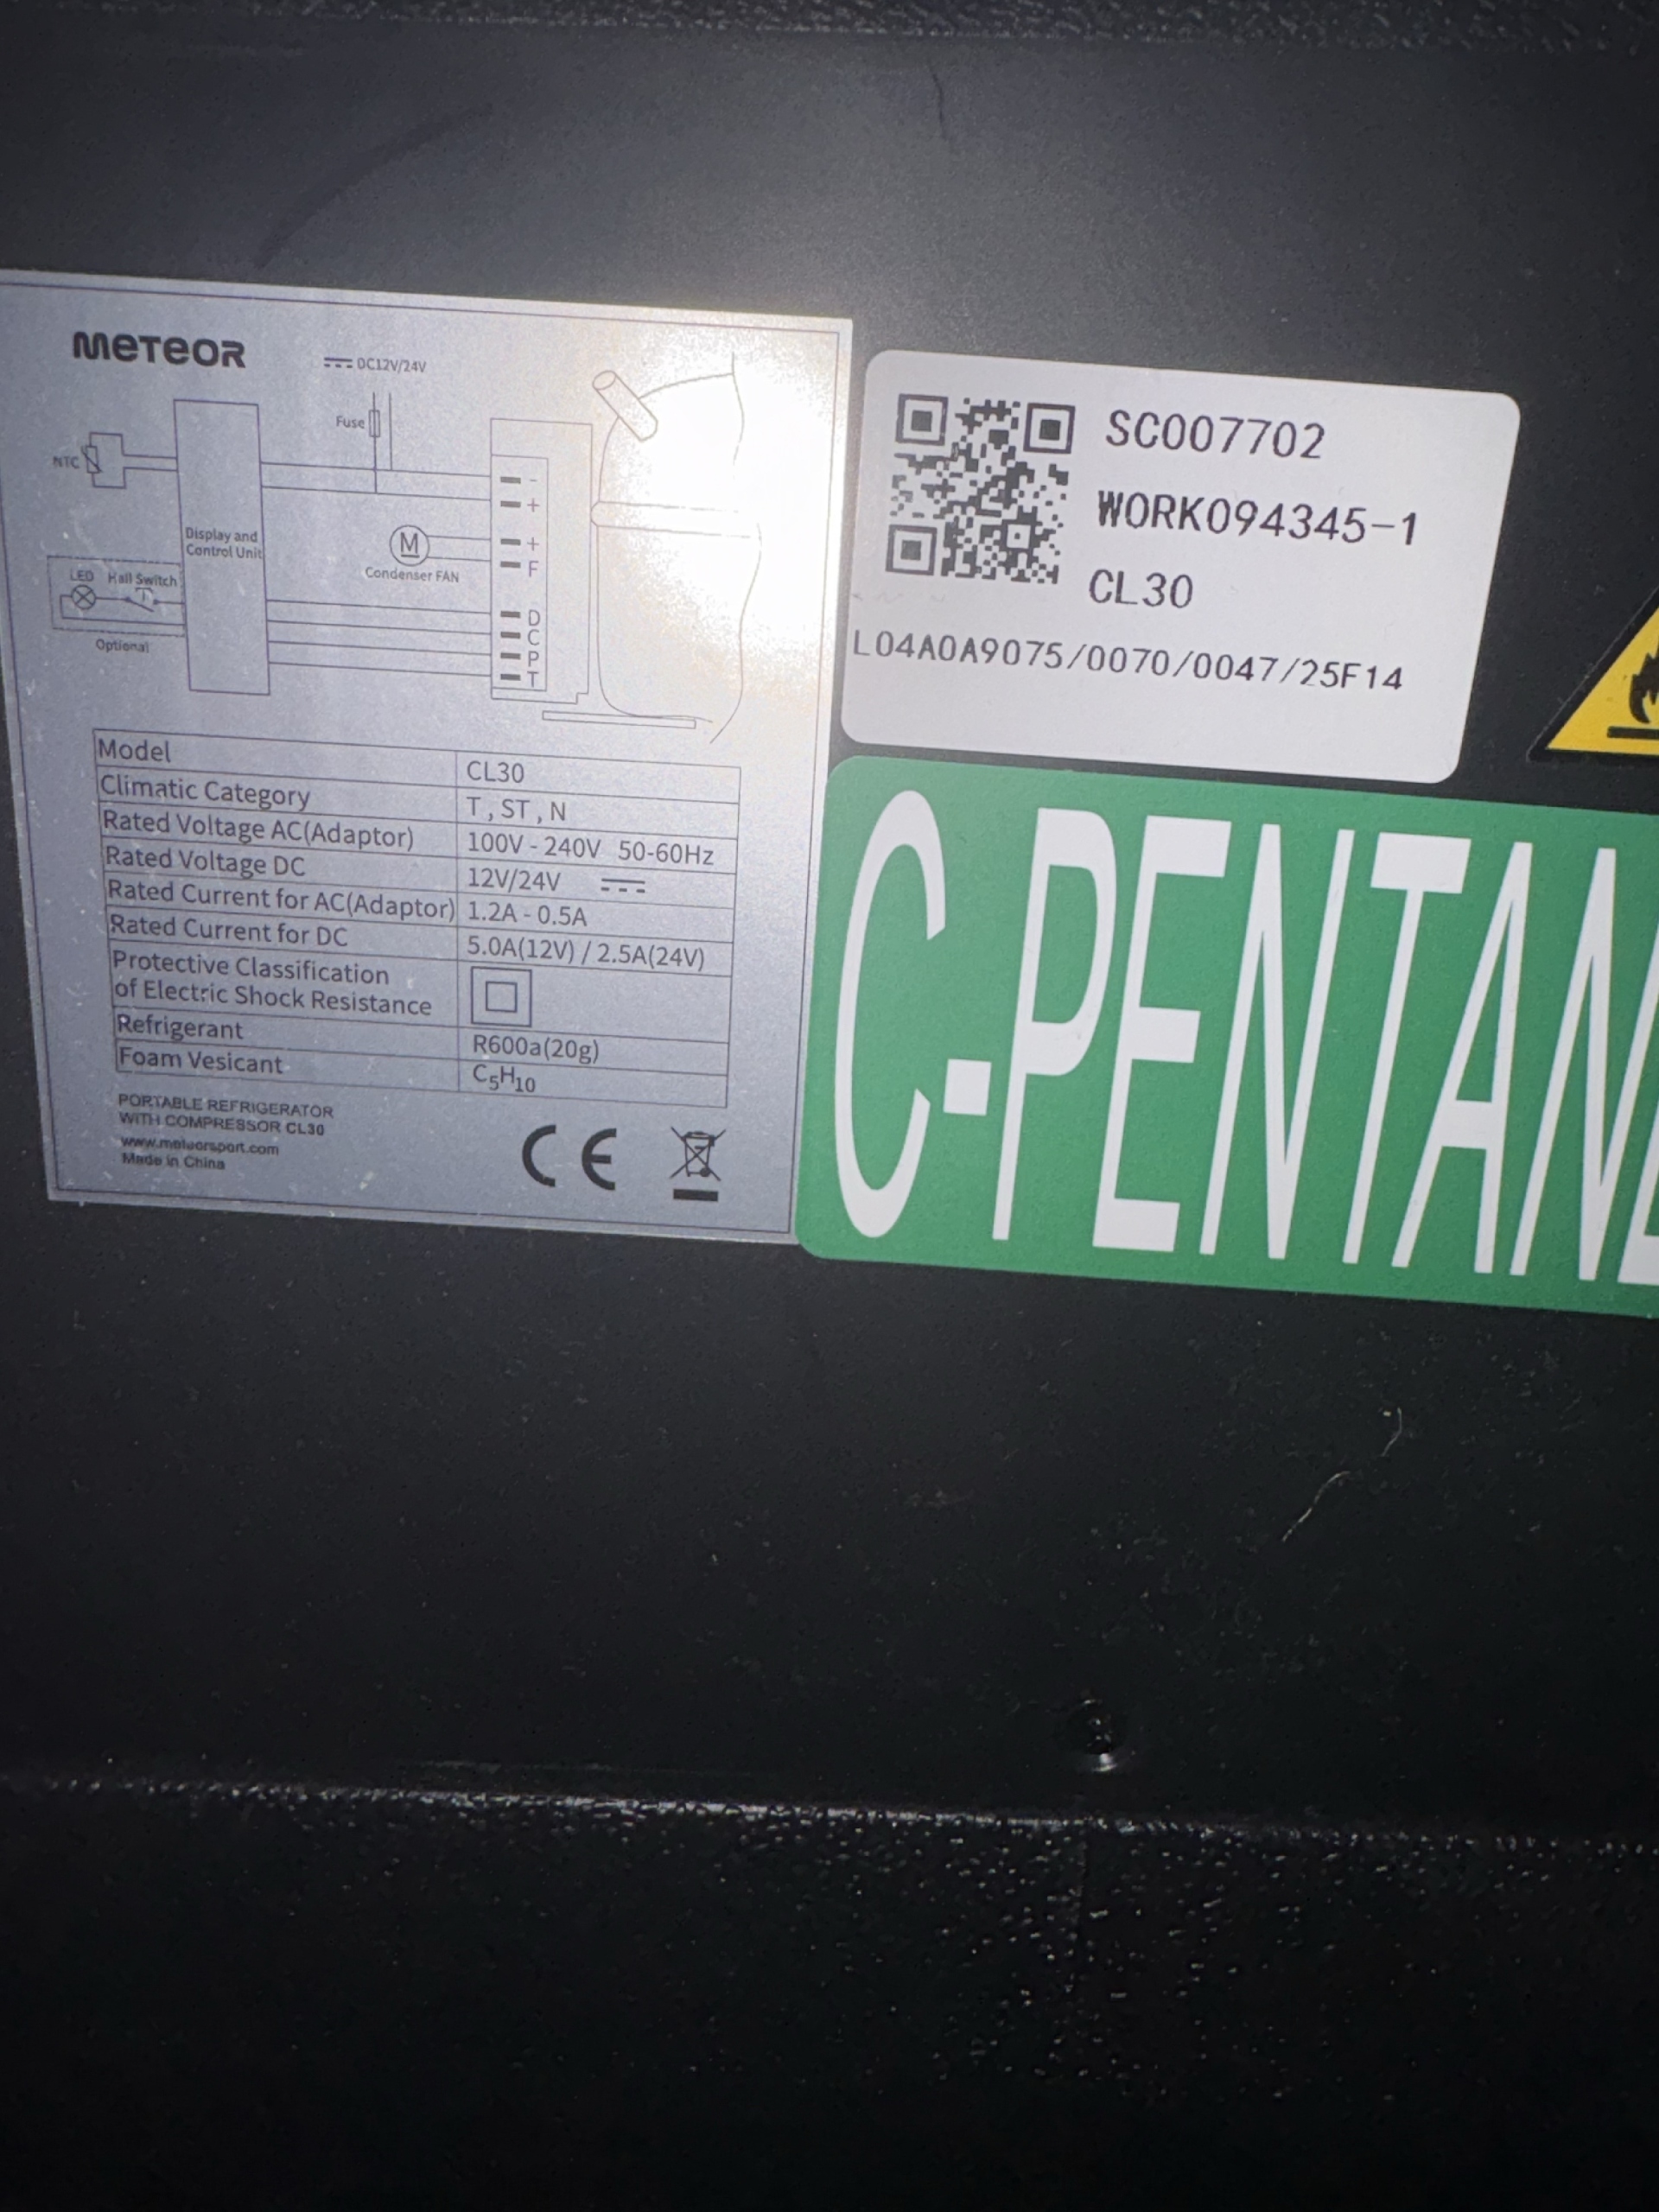 METEOR
DC12V/24V
Fuse
NTC
Display and
Control Unit
M
Condenser FAN
LED Hall Switch
Optional
-
+
+
F
D
C
P
T
Model CL30
Climatic Category T, ST, N
Rated Voltage AC(Adaptor) 100V - 240V 50-60Hz
Rated Voltage DC 12V/24V
Rated Current for AC(Adaptor) 1.2A - 0.5A
Rated Current for DC 5.0A(12V) / 2.5A(24V)
Protective Classification
of Electric Shock Resistance
Refrigerant R600a(20g)
Foam Vesicant C5H10
PORTABLE REFRIGERATOR
WITH COMPRESSOR CL30
www.meteorsport.com
Made in China
CE
SC007702
WORK094345-1
CL30
L04A0A9075/0070/0047/25F14
C-PENTAN